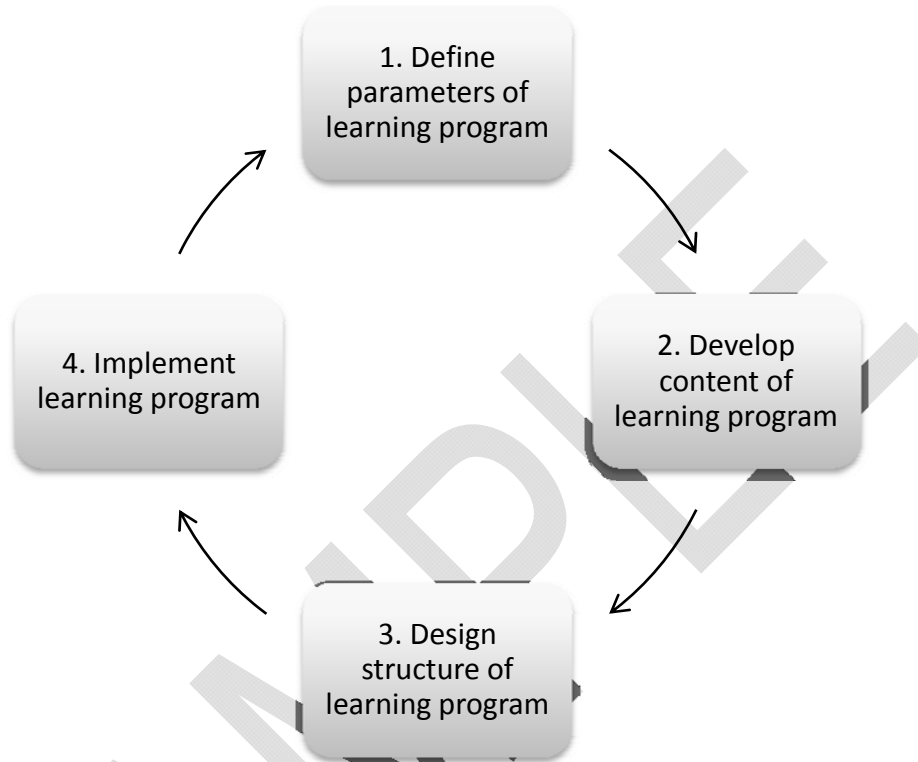 1. Define
parameters of
learning program
2. Develop
content of
learning program
3. Design
structure of
learning program
4. Implement
learning program